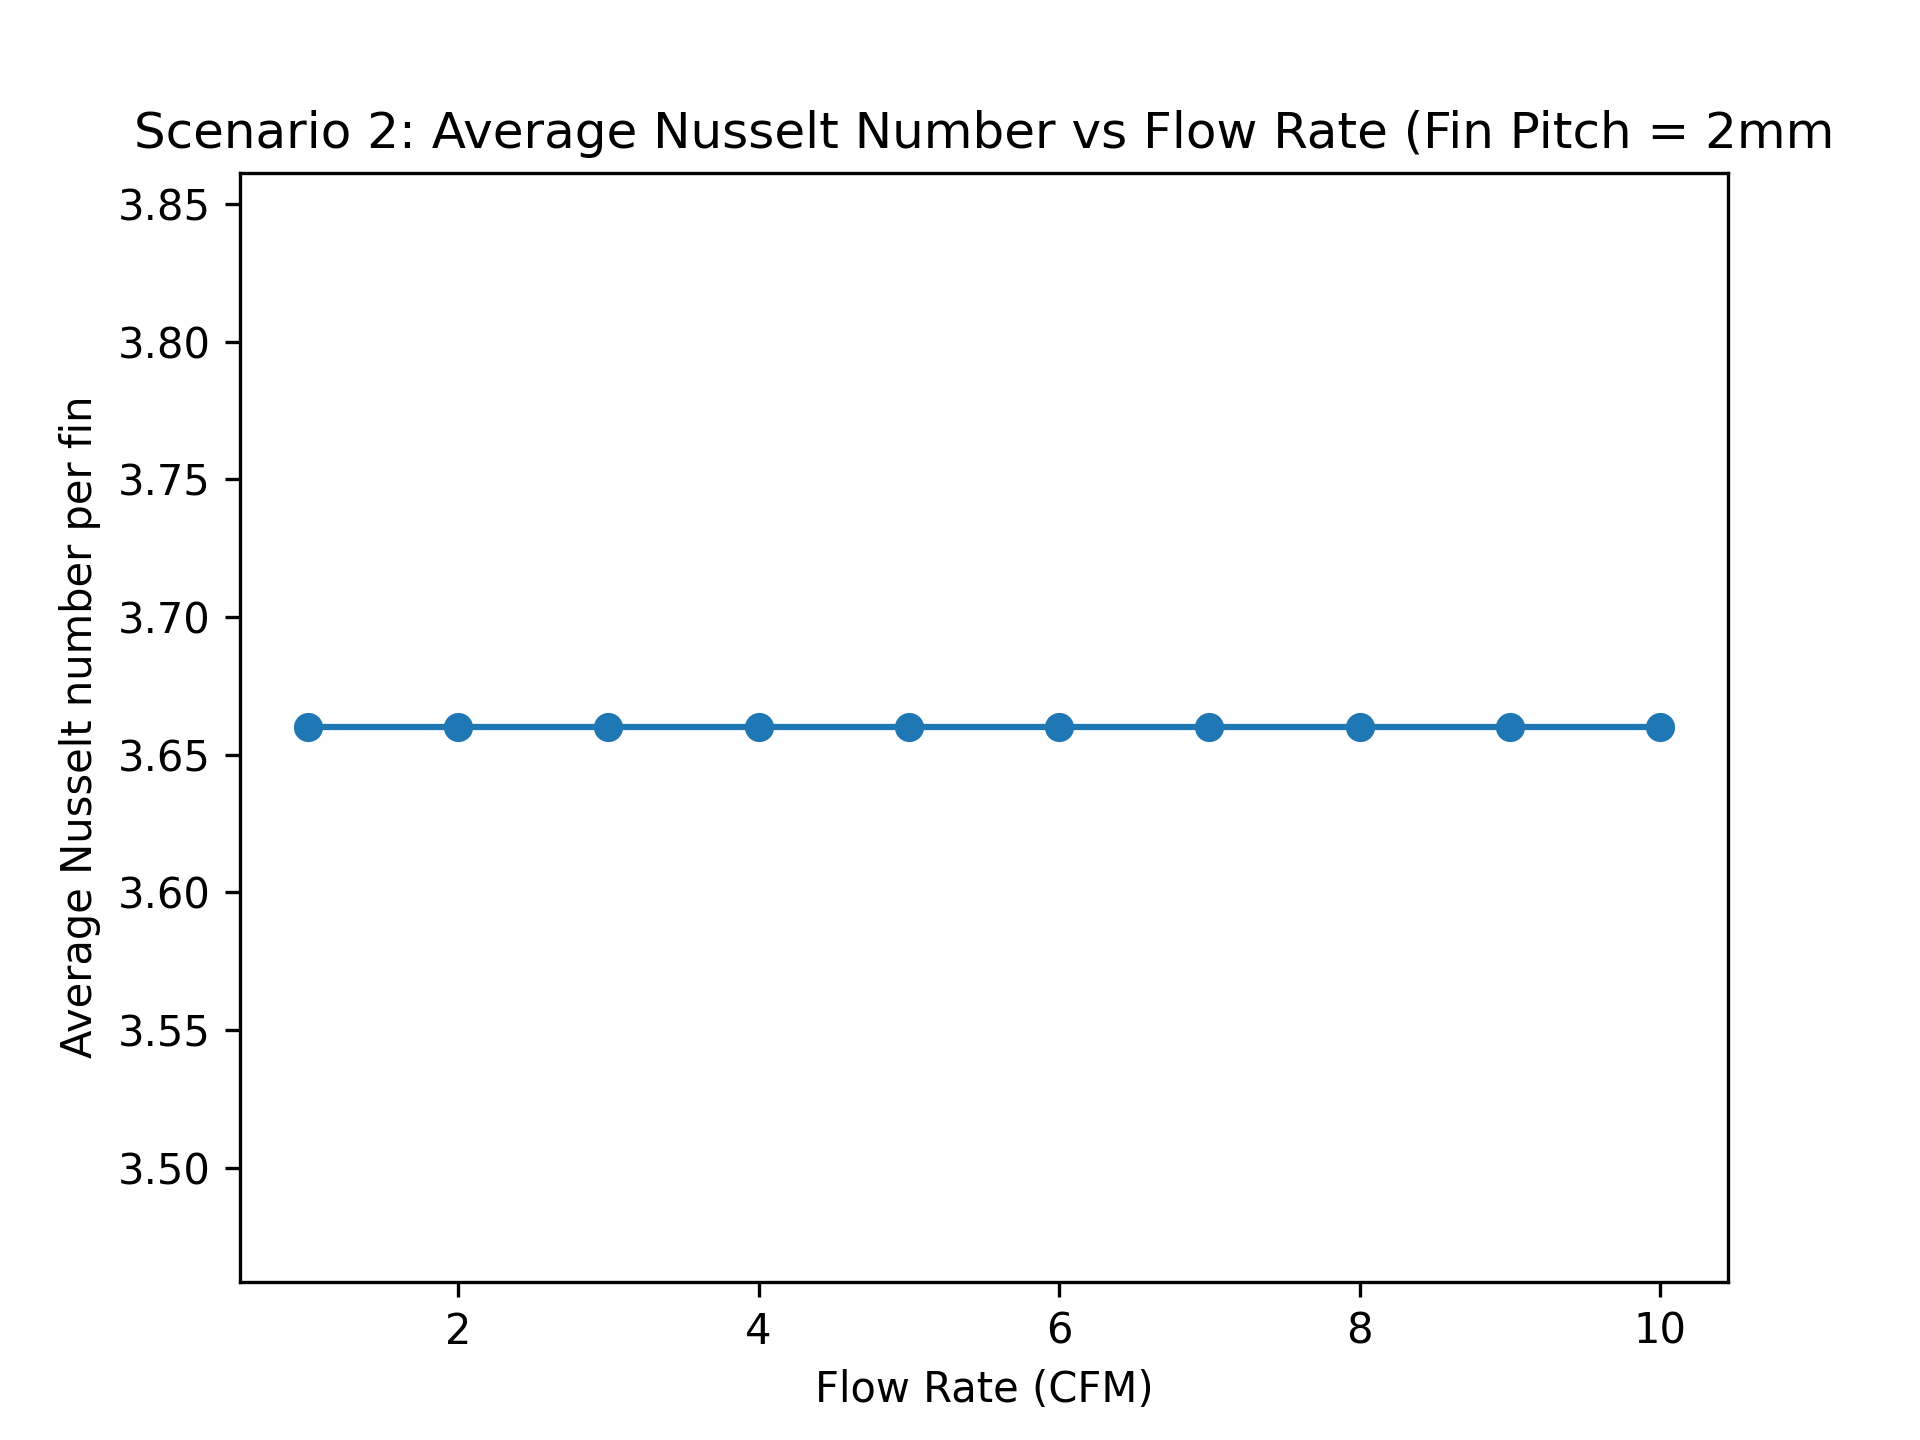 Scenario 2: Average Nusselt Number vs Flow Rate (Fin Pitch = 2mm
Average Nusselt number per fin
3.85
3.80
3.75
3.70
3.65
3.60
3.55
3.50
2 4 6 8 10
Flow Rate (CFM)